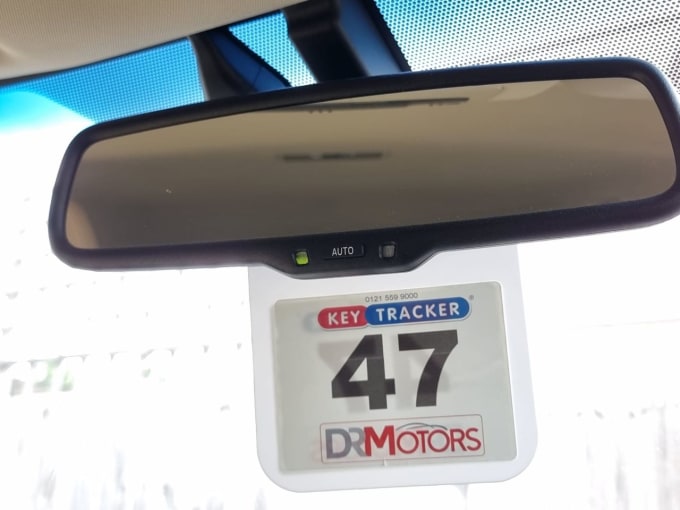 AUTO
0121 559 9000
KEY TRACKER®
47
DRMOTORS